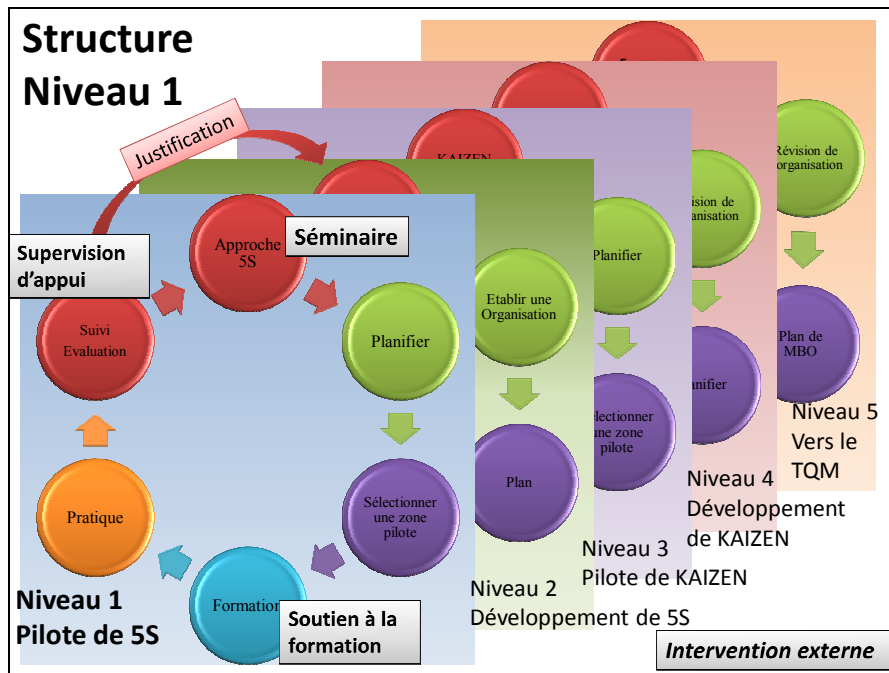 Structure
Niveau 1
Justification
Supervision
d'appui
Approche
5S
Séminaire
Suivi
Evaluation
Planifier
Pratique
Sélectionner
une zone
pilote
Formation
Soutien à la
formation
Niveau 1
Pilote de 5S
Etablir une
Organisation
Plan
Niveau 2
Développement de 5S
KAIZEN
Planifier
une zone
pilote
Niveau 3
Pilote de KAIZEN
Niveau 4
Développement
de KAIZEN
Révision de
Plan de
MBO
Niveau 5
Vers le
TQM
Intervention externe